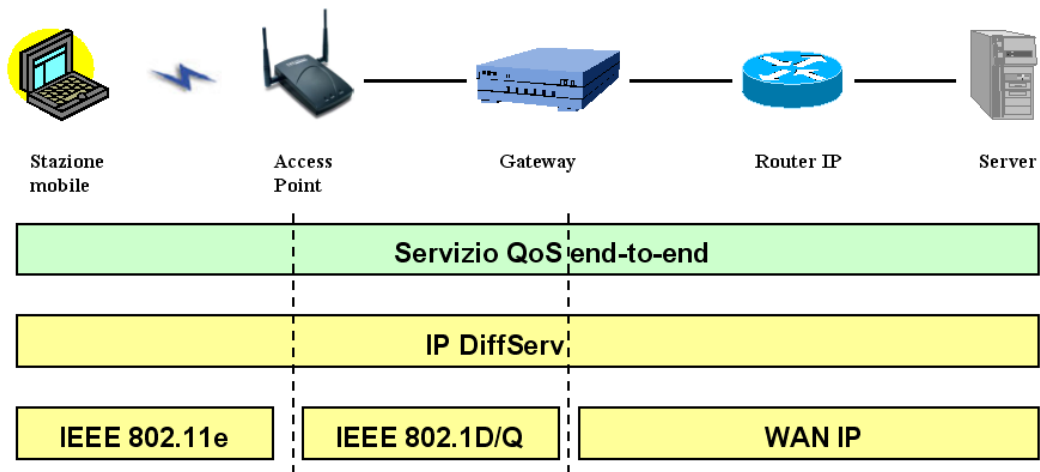 Stazione mobile
Access Point
Gateway
Router IP
Server
Servizio QoS end-to-end
IP DiffServ
IEEE 802.11e
IEEE 802.1D/Q
WAN IP